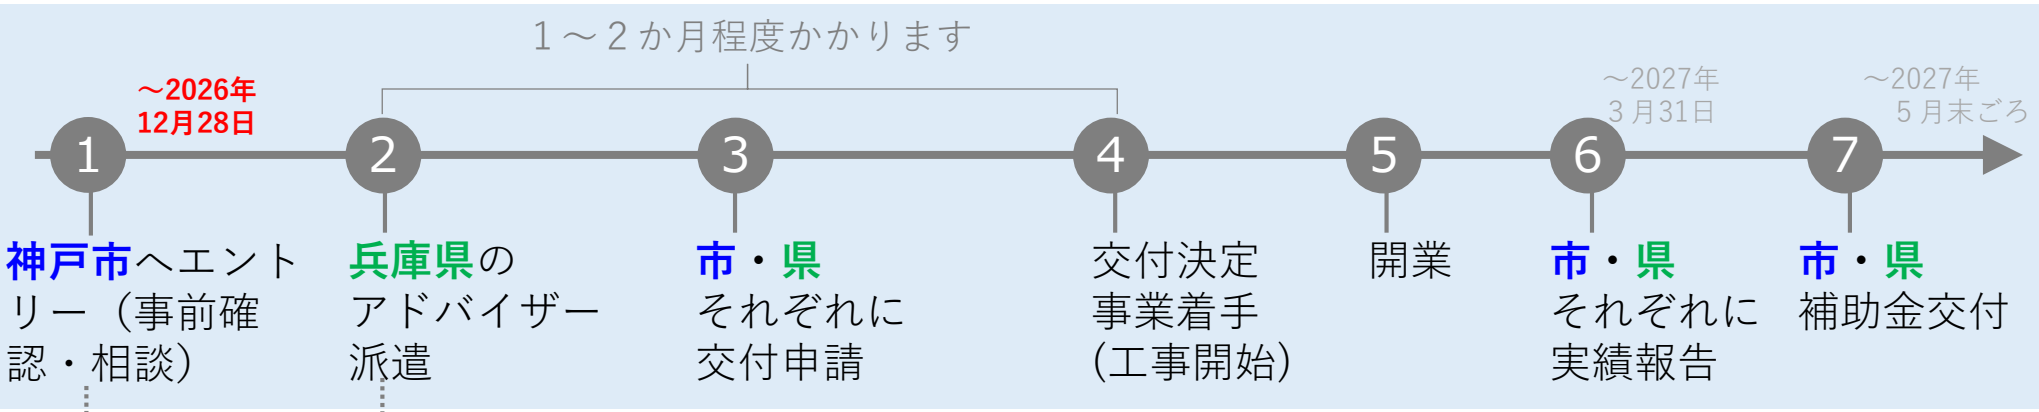 １～２か月程度かかります
～2026年
12月28日
～2027年
３月31日
～2027年
５月末ごろ
1
2
3
4
5
6
7
神戸市へエント
リー（事前確
認・相談）
兵庫県の
アドバイザー
派遣
市・県
それぞれに
交付申請
交付決定
事業着手
(工事開始)
開業
市・県
それぞれに
実績報告
市・県
補助金交付